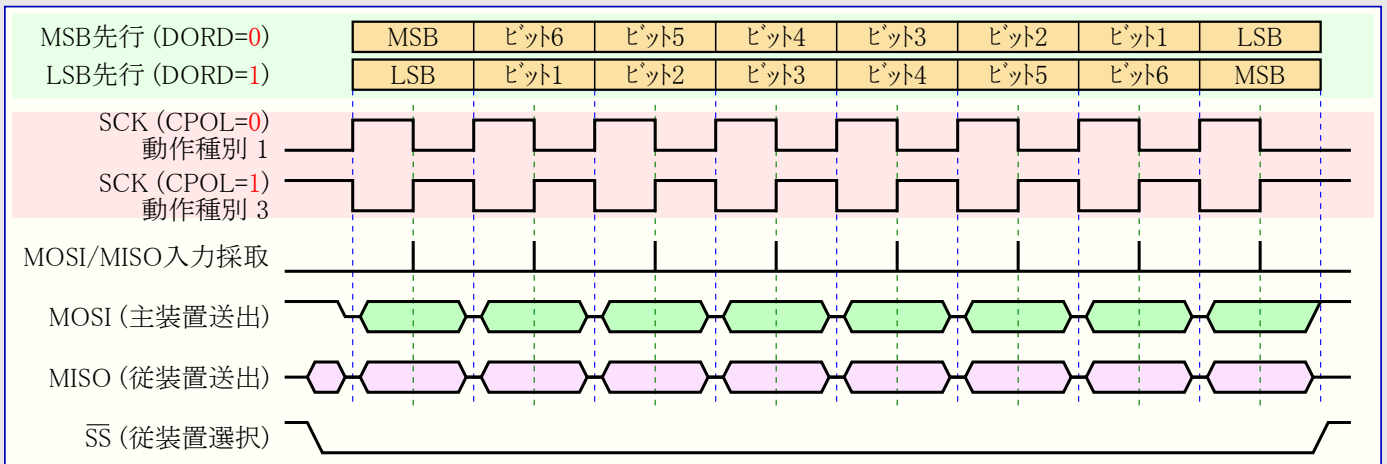 MSB先行 (DORD=0) MSB ビット6 ビット5 ビット4 ビット3 ビット2 ビット1 LSB
LSB先行 (DORD=1) LSB ビット1 ビット2 ビット3 ビット4 ビット5 ビット6 MSB
SCK (CPOL=0)
動作種別 1
SCK (CPOL=1)
動作種別 3
MOSI/MISO入力採取
MOSI (主装置送出)
MISO (従装置送出)
S̅S̅ (従装置選択)